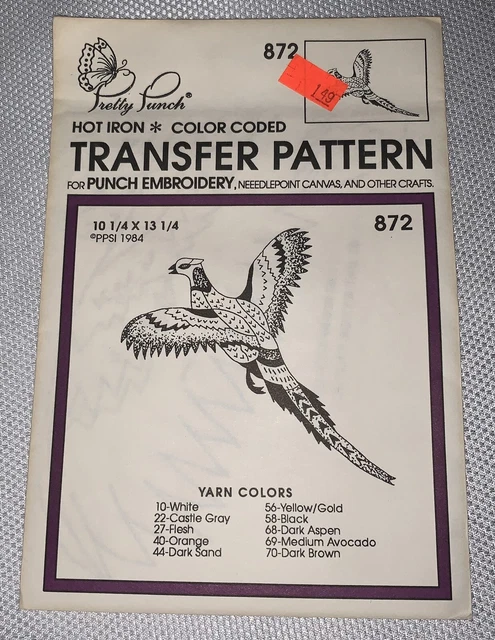 872
1.49
Pretty Punch®
HOT IRON * COLOR CODED
TRANSFER PATTERN
FOR PUNCH EMBROIDERY, NEEEDLEPOINT CANVAS, AND OTHER CRAFTS.
10 1/4 X 13 1/4
©PPSI 1984
872
YARN COLORS
10-White
22-Castle Gray
27-Flesh
40-Orange
44-Dark Sand
56-Yellow/Gold
58-Black
68-Dark Aspen
69-Medium Avocado
70-Dark Brown